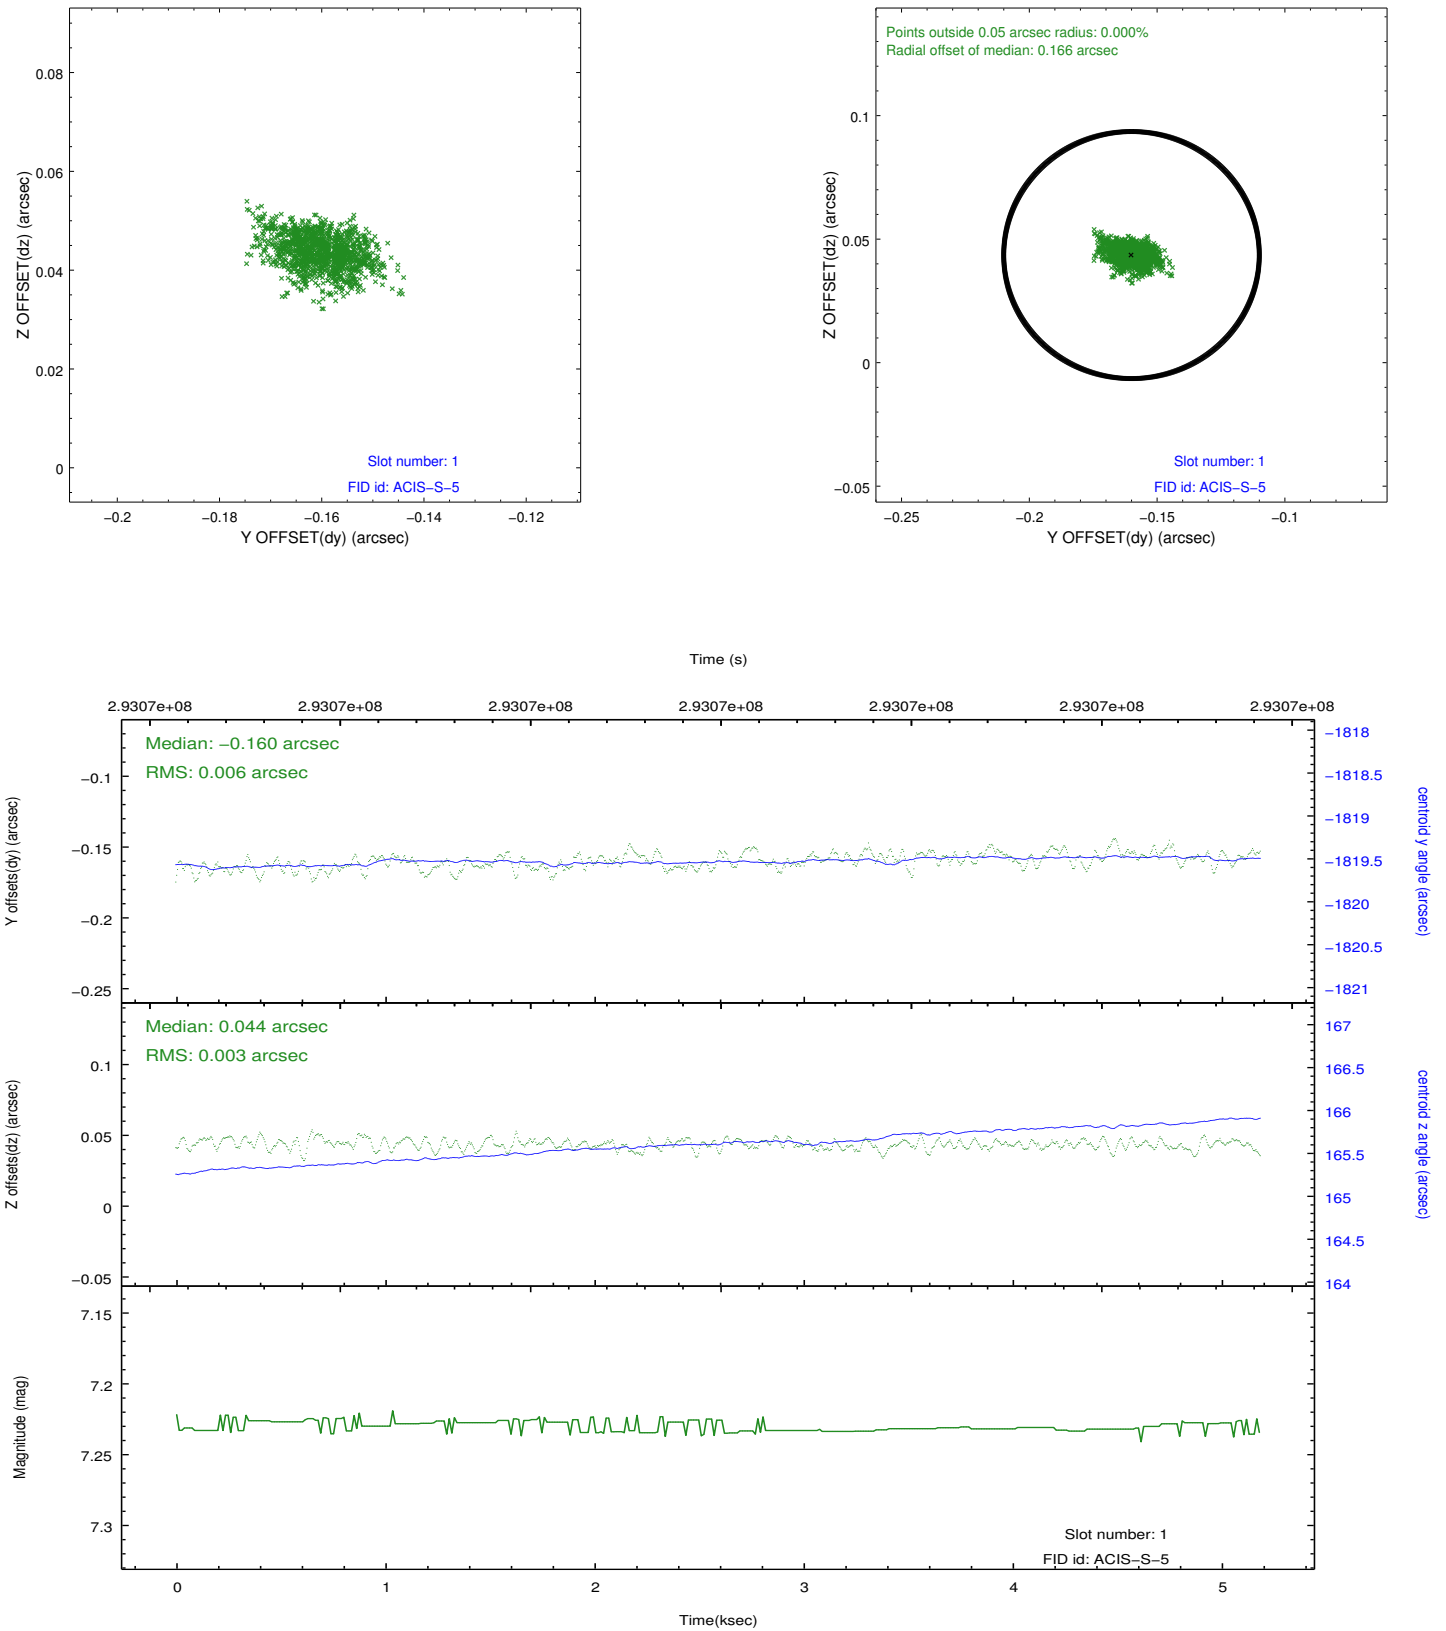 0.08
0.06
0.04
0.02
0
Z OFFSET(dz) (arcsec)
Slot number: 1
FID id: ACIS−S−5
−0.2 −0.18 −0.16 −0.14 −0.12
Y OFFSET(dy) (arcsec)
Points outside 0.05 arcsec radius: 0.000%
Radial offset of median: 0.166 arcsec
0.1
0.05
0
−0.05
Z OFFSET(dz) (arcsec)
Slot number: 1
FID id: ACIS−S−5
−0.25 −0.2 −0.15 −0.1
Y OFFSET(dy) (arcsec)
Time (s)
2.9307e+08 2.9307e+08 2.9307e+08 2.9307e+08 2.9307e+08 2.9307e+08 2.9307e+08
Median: −0.160 arcsec
RMS: 0.006 arcsec
−0.1
−0.15
−0.2
−0.25
Y offsets(dy) (arcsec)
−1818
−1818.5
−1819
−1819.5
−1820
−1820.5
−1821
centroid y angle (arcsec)
Median: 0.044 arcsec
RMS: 0.003 arcsec
0.1
0.05
0
−0.05
Z offsets(dz) (arcsec)
167
166.5
166
165.5
165
164.5
164
centroid z angle (arcsec)
7.15
7.2
7.25
7.3
Magnitude (mag)
Slot number: 1
FID id: ACIS−S−5
0 1 2 3 4 5
Time(ksec)